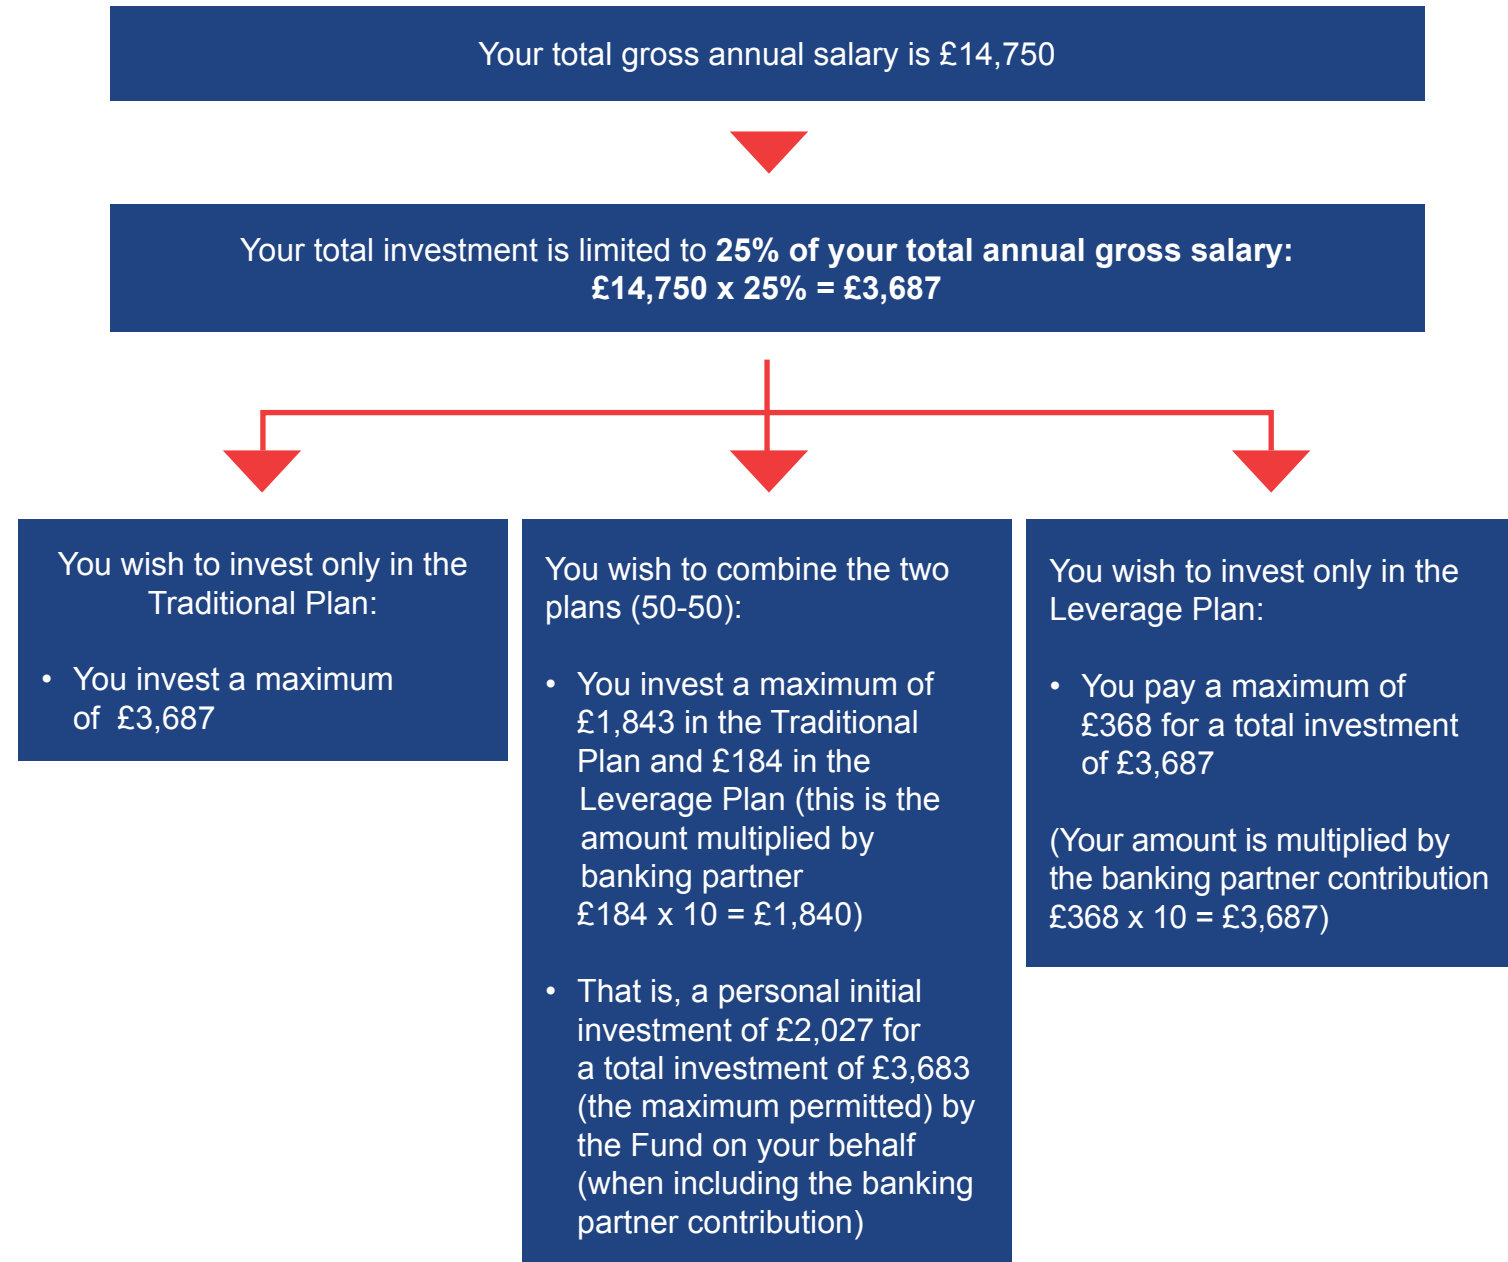 Your total gross annual salary is £14,750
Your total investment is limited to 25% of your total annual gross salary:
£14,750 x 25% = £3,687
You wish to invest only in the
Traditional Plan:
• You invest a maximum
of £3,687
You wish to combine the two
plans (50-50):
• You invest a maximum of
£1,843 in the Traditional
Plan and £184 in the
Leverage Plan (this is the
amount multiplied by
banking partner
£184 x 10 = £1,840)
• That is, a personal initial
investment of £2,027 for
a total investment of £3,683
(the maximum permitted) by
the Fund on your behalf
(when including the banking
partner contribution)
You wish to invest only in the
Leverage Plan:
• You pay a maximum of
£368 for a total investment
of £3,687
(Your amount is multiplied by
the banking partner contribution
£368 x 10 = £3,687)